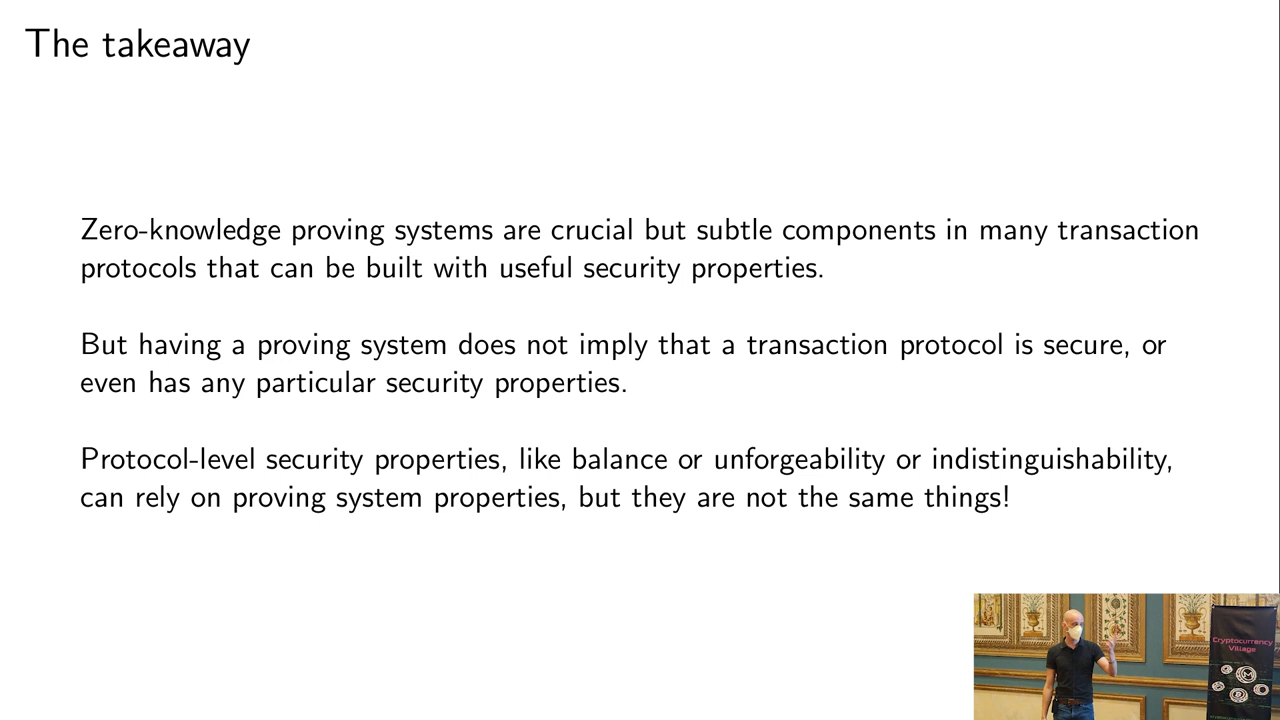 The takeaway
Zero-knowledge proving systems are crucial but subtle components in many transaction
protocols that can be built with useful security properties.
But having a proving system does not imply that a transaction protocol is secure, or
even has any particular security properties.
Protocol-level security properties, like balance or unforgeability or indistinguishability,
can rely on proving system properties, but they are not the same things!
Cryptocurrency
Village